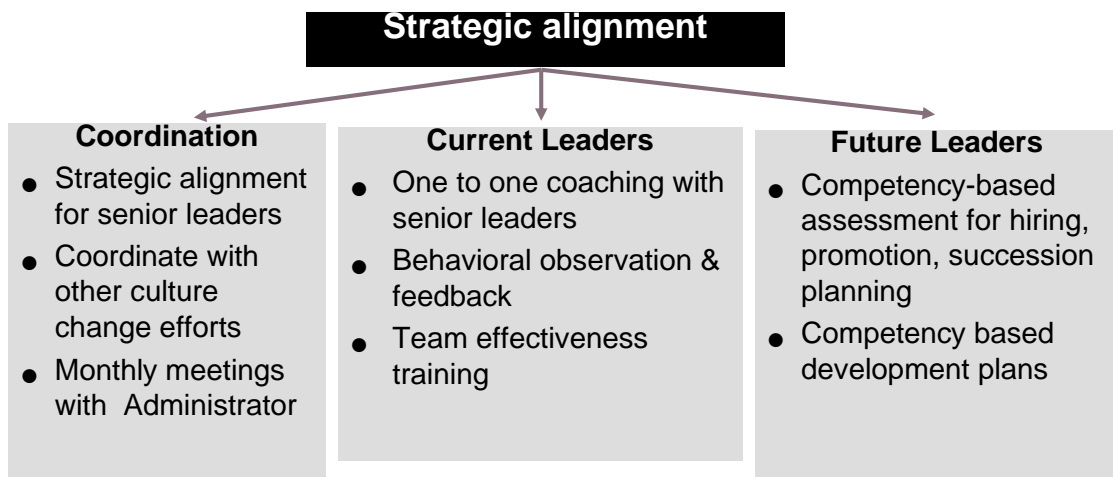 Strategic alignment
Coordination
● Strategic alignment
for senior leaders
● Coordinate with
other culture
change efforts
● Monthly meetings
with  Administrator
Current Leaders
● One to one coaching with
senior leaders
● Behavioral observation &
feedback
● Team effectiveness
training
Future Leaders
● Competency-based
assessment for hiring,
promotion, succession
planning
● Competency based
development plans